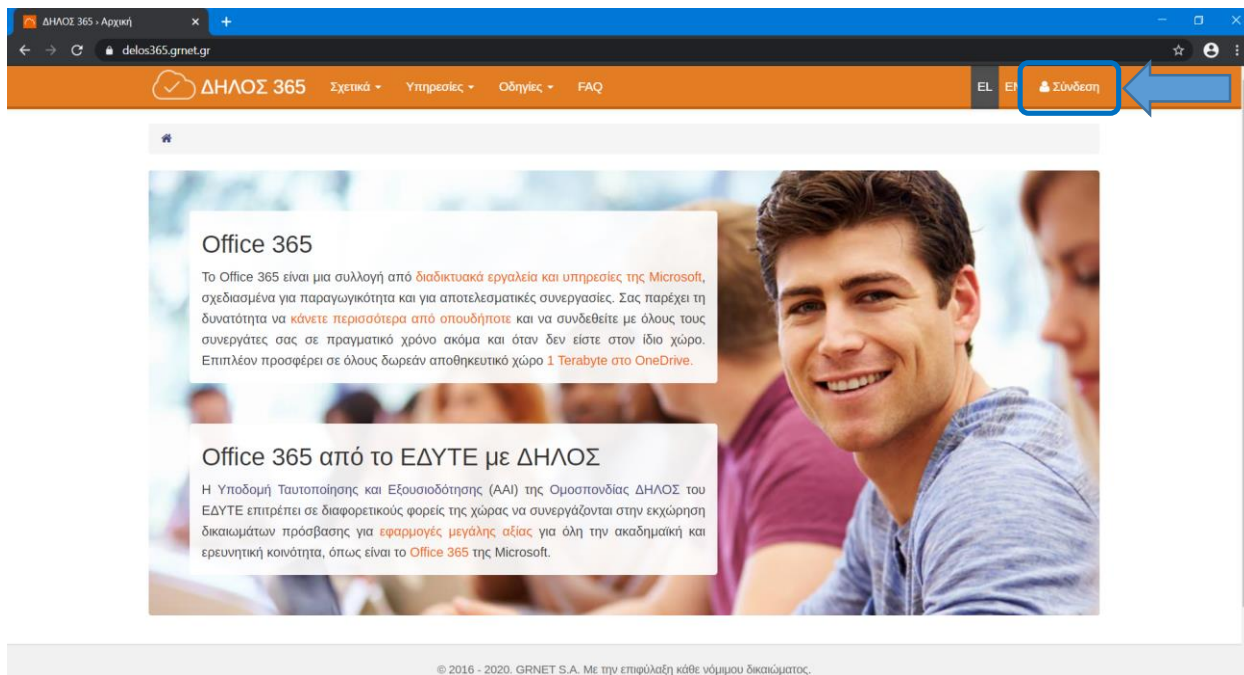 ΔΗΛΟΣ 365 › Αρχική
delos365.grnet.gr
ΔΗΛΟΣ 365 Σχετικά Υπηρεσίες Οδηγίες FAQ EL Σύνδεση
Office 365
Το Office 365 είναι μια συλλογή από διαδικτυακά εργαλεία και υπηρεσίες της Microsoft,
σχεδιασμένα για παραγωγικότητα και για αποτελεσματικές συνεργασίες. Σας παρέχει τη
δυνατότητα να κάνετε περισσότερα από οπουδήποτε και να συνδεθείτε με όλους τους
συνεργάτες σας σε πραγματικό χρόνο ακόμα και όταν δεν είστε στον ίδιο χώρο.
Επιπλέον προσφέρει σε όλους δωρεάν αποθηκευτικό χώρο 1 Terabyte στο OneDrive.
Office 365 από το ΕΔΥΤΕ με ΔΗΛΟΣ
Η Υποδομή Ταυτοποίησης και Εξουσιοδότησης (ΑΑΙ) της Ομοσπονδίας ΔΗΛΟΣ του
ΕΔΥΤΕ επιτρέπει σε διαφορετικούς φορείς της χώρας να συνεργάζονται στην εκχώρηση
δικαιωμάτων πρόσβασης για εφαρμογές μεγάλης αξίας για όλη την ακαδημαϊκή και
ερευνητική κοινότητα, όπως είναι το Office 365 της Microsoft.
© 2016 - 2020. GRNET S.A. Με την επιφύλαξη κάθε νόμιμου δικαιώματος.